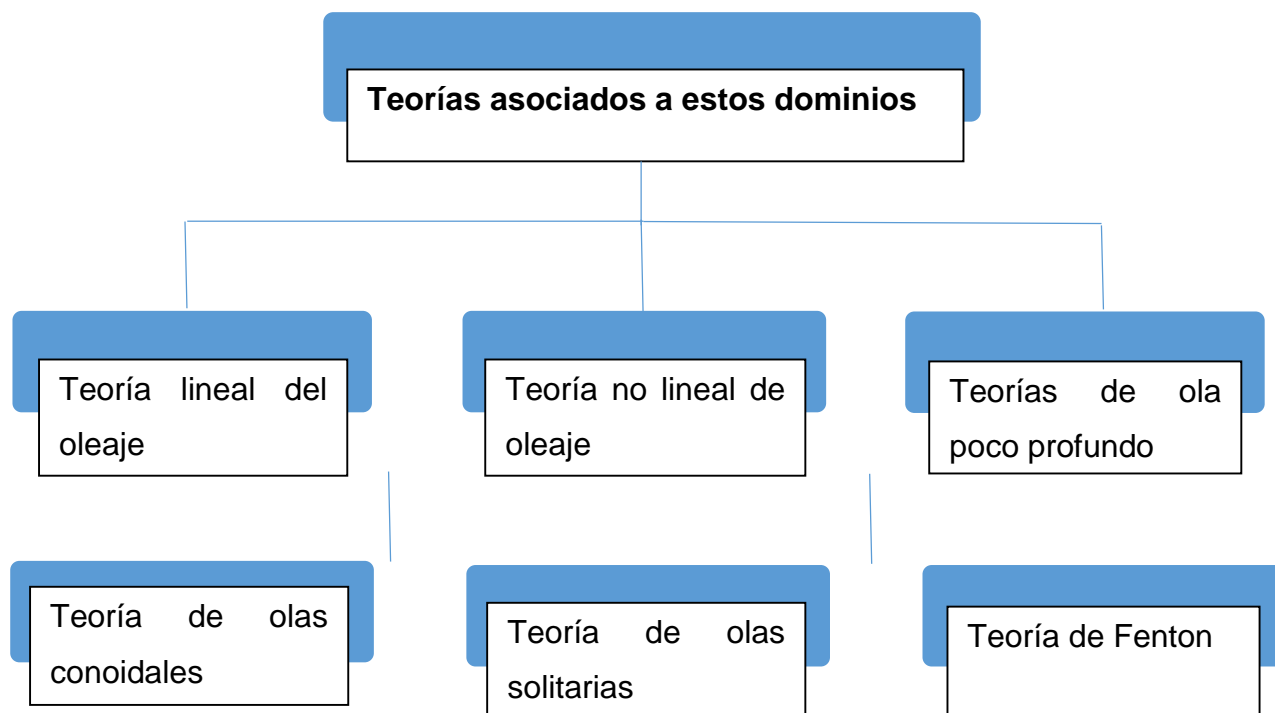 Teorías asociados a estos dominios
Teoría lineal del
oleaje
Teoría no lineal de
oleaje
Teorías de ola
poco profundo
Teoría de olas
conoidales
Teoría de olas
solitarias
Teoría de Fenton